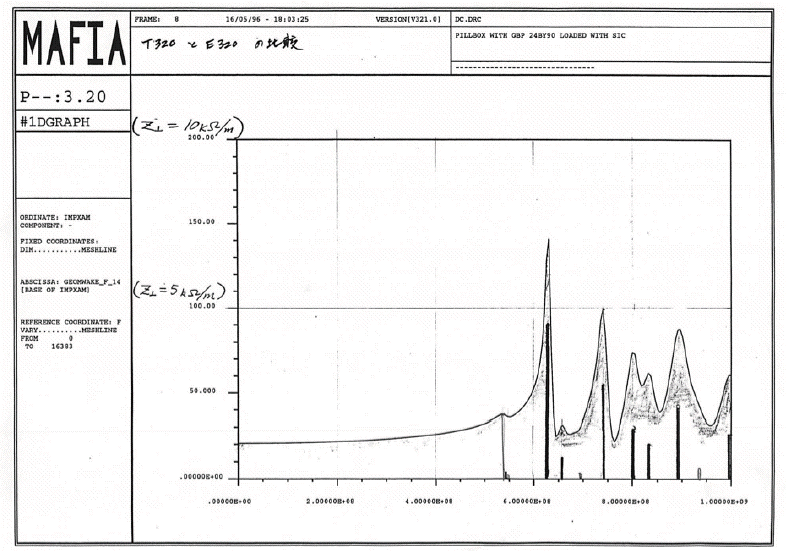 MAFIA
FRAME: 8 16/05/96 - 18:03:25 VERSION[V321.0]
DC.DRC
T320 と E320 の比較
PILLBOX WITH GBP 24BY90 LOADED WITH SIC
P--:3.20
#1DGRAPH
(Z⊥ = 10kΩ/m)
200.00
150.00
(Z⊥ = 5kΩ/m)
100.00
50.000
.00000E+00
.00000E+00 2.00000E+08 4.00000E+08 6.00000E+08 8.00000E+08 1.00000E+09
ORDINATE: IMPXAM
COMPONENT: -
FIXED COORDINATES:
DIM...........MESHLINE
ABSCISSA: GEOMWAKE_F_14
[BASE OF IMPXAM]
REFERENCE COORDINATE: F
VARY..........MESHLINE
FROM 0
TO 16383